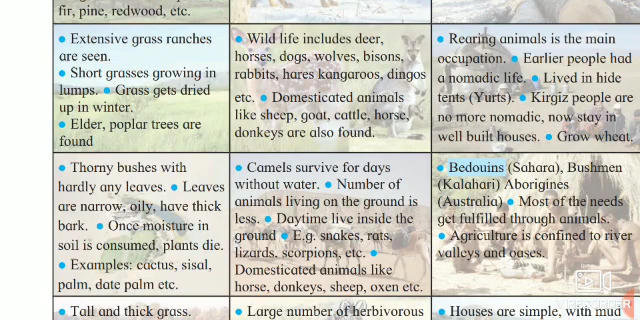 fir, pine, redwood, etc.
● Extensive grass ranches
are seen.
● Short grasses growing in
lumps. ● Grass gets dried
up in winter.
● Elder, poplar trees are
found
● Wild life includes deer,
horses, dogs, wolves, bisons,
rabbits, hares kangaroos, dingos
etc. ● Domesticated animals
like sheep, goat, cattle, horse,
donkeys are also found.
● Rearing animals is the main
occupation. ● Earlier people had
a nomadic life. ● Lived in hide
tents (Yurts). ● Kirgiz people are
no more nomadic, now stay in
well built houses. ● Grow wheat.
● Thorny bushes with
hardly any leaves. ● Leaves
are narrow, oily, have thick
bark. ● Once moisture in
soil is consumed, plants die.
● Examples: cactus, sisal,
palm, date palm etc.
● Camels survive for days
without water. ● Number of
animals living on the ground is
less. ● Daytime live inside the
ground ● E.g. snakes, rats,
lizards, scorpions, etc. ●
Domesticated animals like
horse, donkeys, sheep, oxen etc.
● Bedouins (Sahara), Bushmen
(Kalahari) Aborigines
(Australia) ● Most of the needs
get fulfilled through animals.
● Agriculture is confined to river
valleys and oases.
● Tall and thick grass.
● Large number of herbivorous
● Houses are simple, with mud